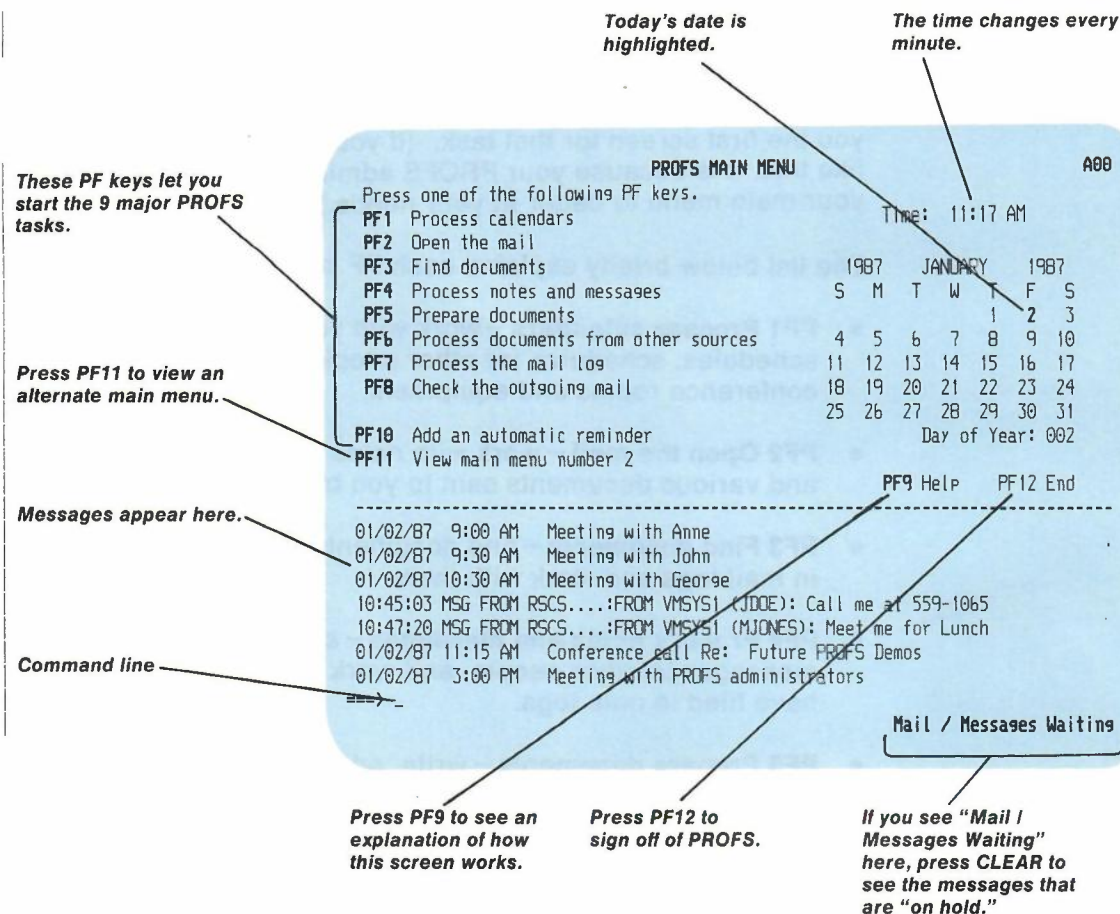 Today's date is
highlighted.
The time changes every
minute.
These PF keys let you
start the 9 major PROFS
tasks.
Press PF11 to view an
alternate main menu.
Messages appear here.
Command line
PROFS MAIN MENU A00
Press one of the following PF keys.
PF1 Process calendars
Time: 11:17 AM
PF2 Open the mail
PF3 Find documents 1987 JANUARY 1987
PF4 Process notes and messages S M T W T F S
PF5 Prepare documents 1 2 3
PF6 Process documents from other sources 4 5 6 7 8 9 10
PF7 Process the mail log 11 12 13 14 15 16 17
PF8 Check the outgoing mail 18 19 20 21 22 23 24
25 26 27 28 29 30 31
PF10 Add an automatic reminder Day of Year: 002
PF11 View main menu number 2
PF9 Help PF12 End
01/02/87 9:00 AM Meeting with Anne
01/02/87 9:30 AM Meeting with John
01/02/87 10:30 AM Meeting with George
10:45:03 MSG FROM RSCS....:FROM VMSYS1 (JDOE): Call me at 559-1065
10:47:20 MSG FROM RSCS....:FROM VMSYS1 (MJONES): Meet me for Lunch
01/02/87 11:15 AM Conference call Re: Future PROFS Demos
01/02/87 3:00 PM Meeting with PROFS administrators
===> _
Mail / Messages Waiting
Press PF9 to see an
explanation of how
this screen works.
Press PF12 to
sign off of PROFS.
If you see "Mail /
Messages Waiting"
here, press CLEAR to
see the messages that
are "on hold."